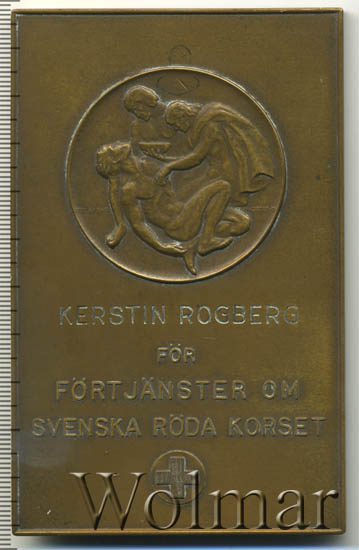 KERSTIN ROGBERG
FÖR
FÖRTJÄNSTER OM
SVENSKA RÖDA KORSET
Wolmar